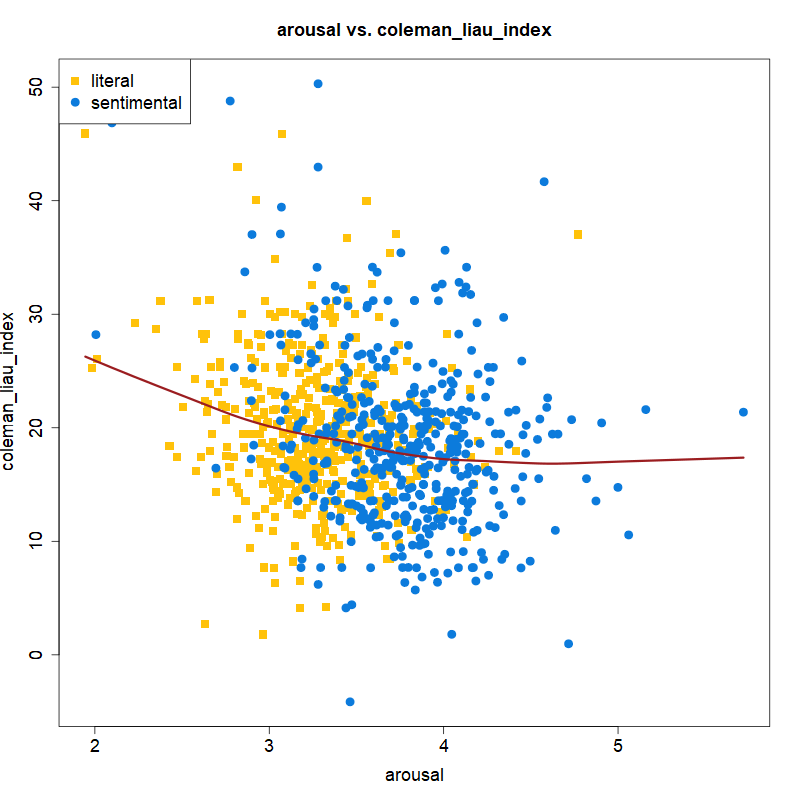 arousal vs. coleman_liau_index
literal
sentimental
50
40
30
20
10
0
coleman_liau_index
2 3 4 5
arousal